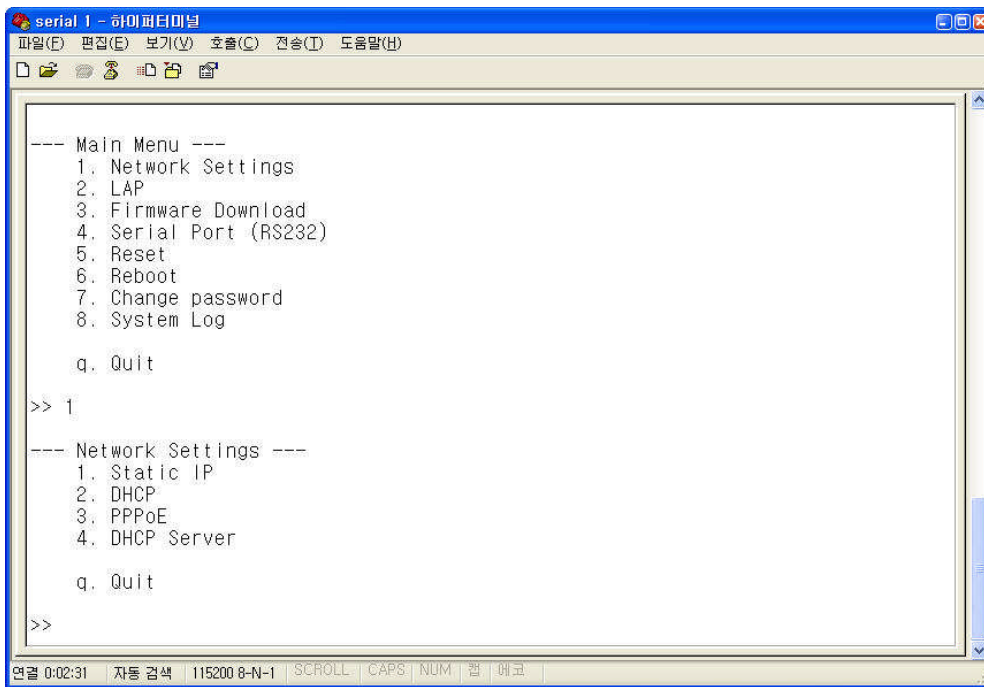 serial 1 - 하이퍼터미널
파일(F) 편집(E) 보기(V) 호출(C) 전송(T) 도움말(H)
--- Main Menu ---
1. Network Settings
2. LAP
3. Firmware Download
4. Serial Port (RS232)
5. Reset
6. Reboot
7. Change password
8. System Log
q. Quit
>> 1
--- Network Settings ---
1. Static IP
2. DHCP
3. PPPoE
4. DHCP Server
q. Quit
>>
연결 0:02:31 자동 검색 115200 8-N-1 SCROLL CAPS NUM 캡 에코